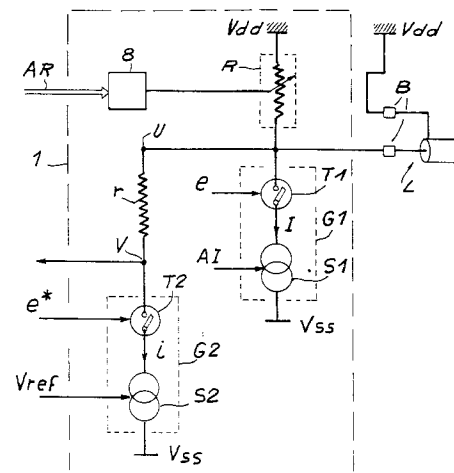 Vdd
Vdd
AR
8
R
B
U
1
L
e
T1
r
I
G1
V
AI
S1
T2
e*
Vss
i
G2
Vref
S2
Vss